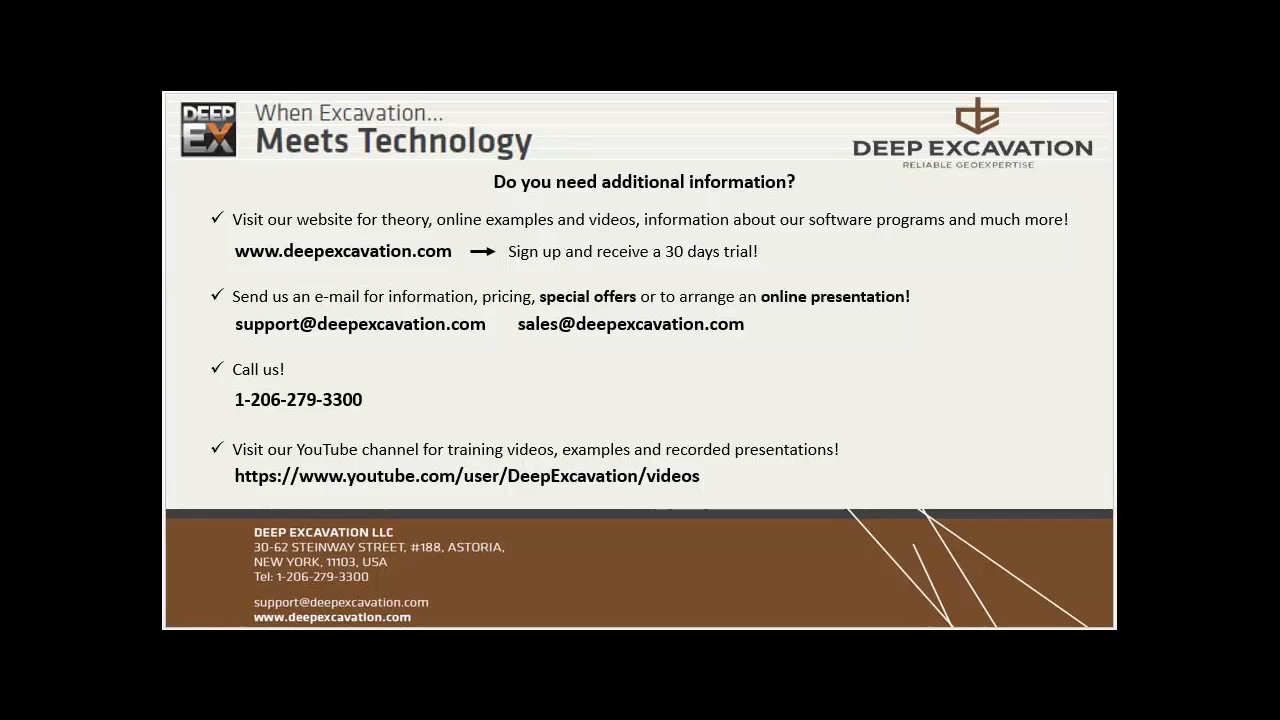 DEEP
EX
When Excavation...
Meets Technology
DEEP EXCAVATION
RELIABLE GEOEXPERTISE
Do you need additional information?
✓ Visit our website for theory, online examples and videos, information about our software programs and much more!
www.deepexcavation.com → Sign up and receive a 30 days trial!
✓ Send us an e-mail for information, pricing, special offers or to arrange an online presentation!
support@deepexcavation.com sales@deepexcavation.com
✓ Call us!
1-206-279-3300
✓ Visit our YouTube channel for training videos, examples and recorded presentations!
https://www.youtube.com/user/DeepExcavation/videos
DEEP EXCAVATION LLC
30-62 STEINWAY STREET, #188, ASTORIA,
NEW YORK, 11103, USA
Tel: 1-206-279-3300
support@deepexcavation.com
www.deepexcavation.com